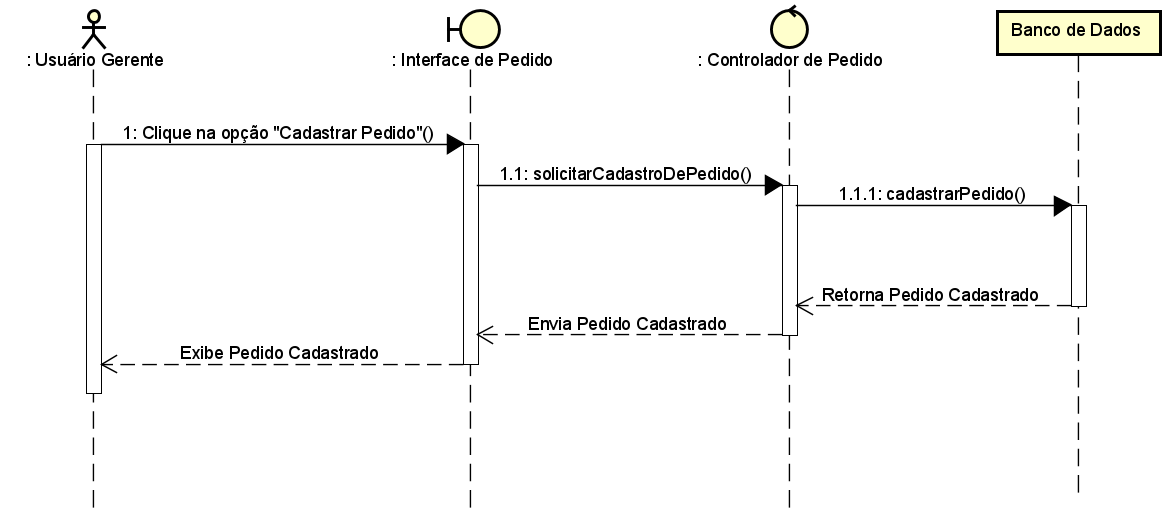 Banco de Dados
: Usuário Gerente
: Interface de Pedido
: Controlador de Pedido
1: Clique na opção "Cadastrar Pedido"()
1.1: solicitarCadastroDePedido()
1.1.1: cadastrarPedido()
Retorna Pedido Cadastrado
Envia Pedido Cadastrado
Exibe Pedido Cadastrado